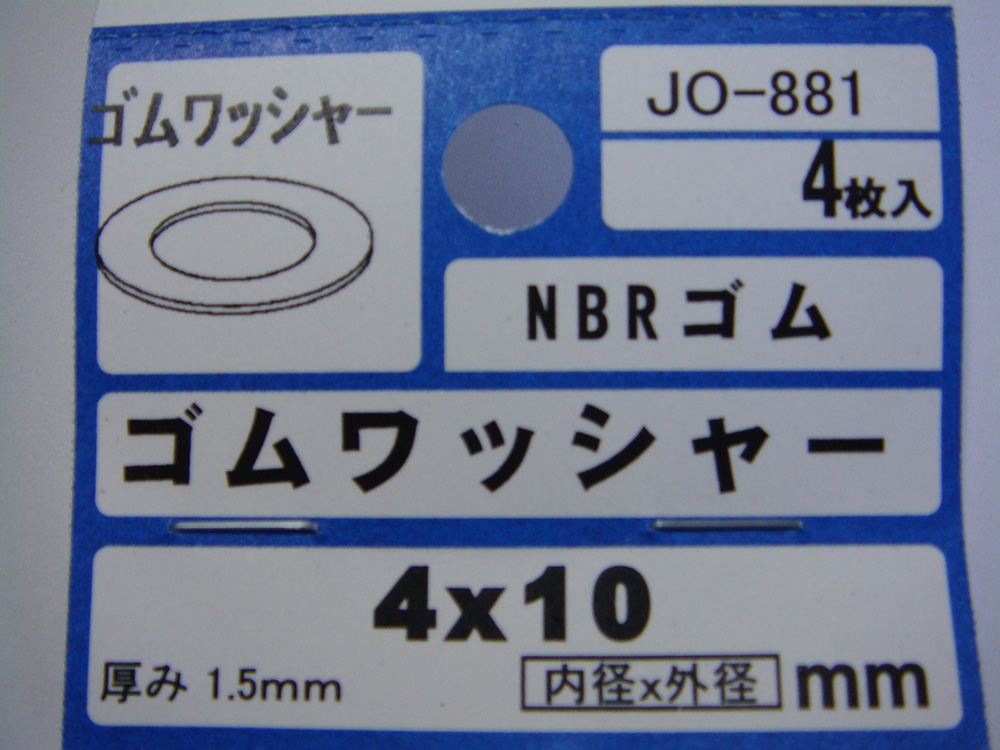 ゴムワッシャー
JO-881
4枚入
NBRゴム
ゴムワッシャー
4x10
厚み 1.5mm
内径x外径 mm